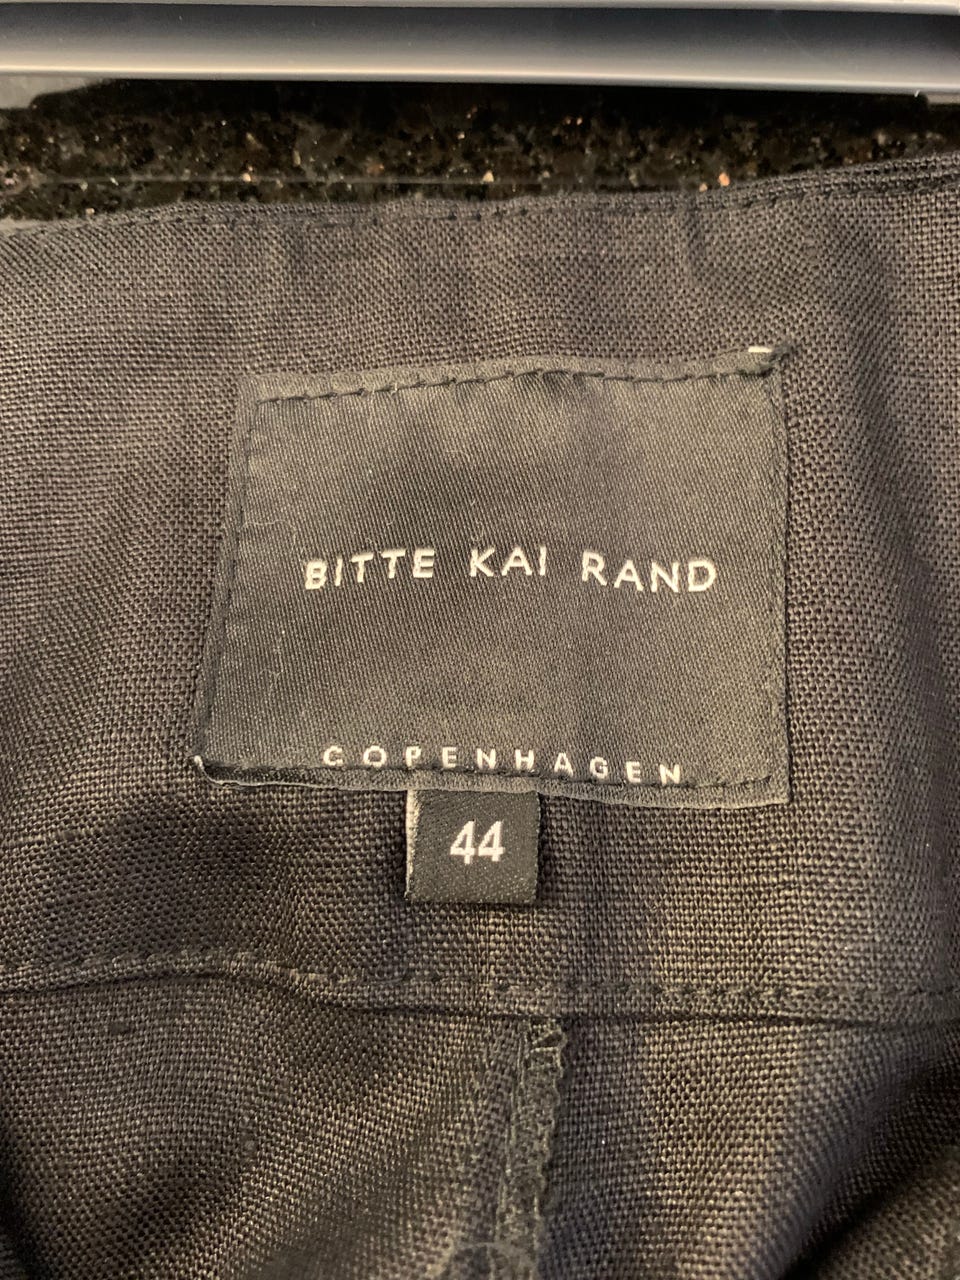 BITTE KAI RAND
COPENHAGEN
44